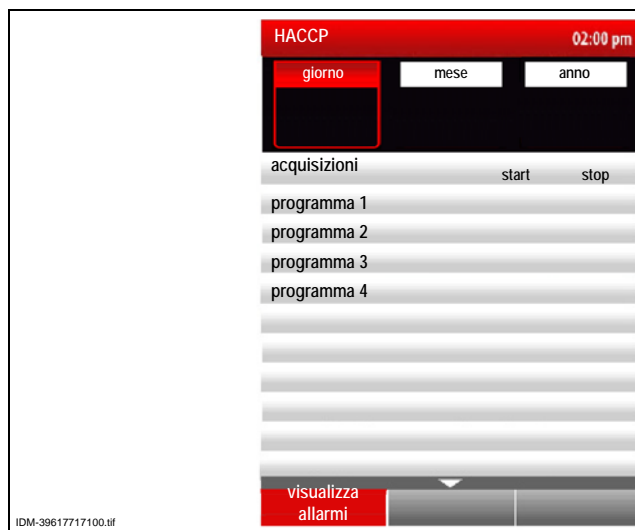 HACCP 02:00 pm
giorno mese anno
acquisizioni start stop
programma 1
programma 2
programma 3
programma 4
visualizza
allarmi
IDM-39617717100.tif